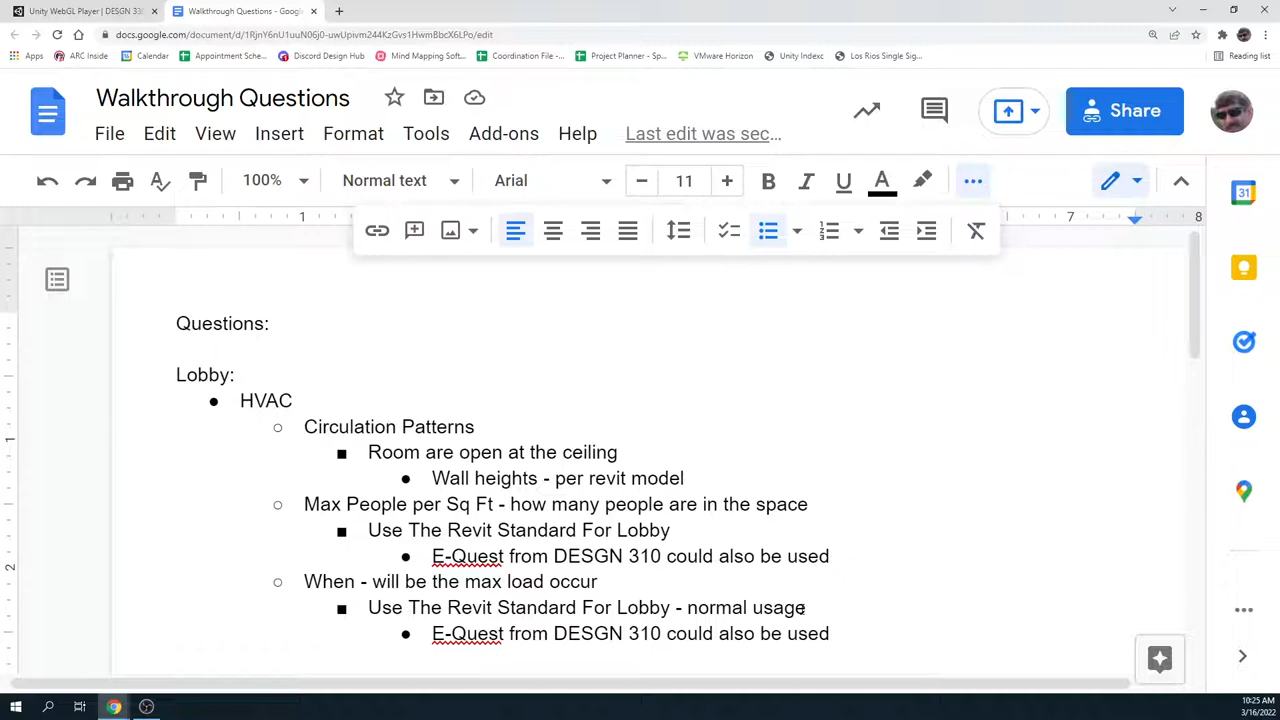 Unity WebGL Player | DESGN 33
Walkthrough Questions - Googl
docs.google.com/document/d/1RjnY6nU1uuN06j0-uwUpivm244KzGvs1HwmBbcX6LPo/edit
Apps
ARC Inside
Calendar
Appointment Sche...
Discord Design Hub
Mind Mapping Soft...
Coordination File -...
Project Planner - Sp...
VMware Horizon
Unity Indexc
Los Rios Single Sig...
Reading list
Walkthrough Questions
File Edit View Insert Format Tools Add-ons Help Last edit was sec...
Share
100% Normal text Arial 11
1 7 8
Questions:
Lobby:
● HVAC
○ Circulation Patterns
■ Room are open at the ceiling
● Wall heights - per revit model
○ Max People per Sq Ft - how many people are in the space
■ Use The Revit Standard For Lobby
● E-Quest from DESGN 310 could also be used
○ When - will be the max load occur
■ Use The Revit Standard For Lobby - normal usage
● E-Quest from DESGN 310 could also be used
1
2
31
10:25 AM
3/16/2022